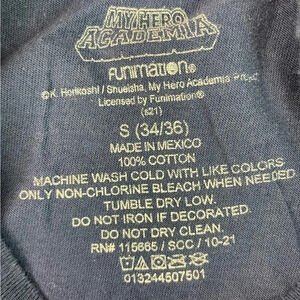 MY HERO
ACADEMIA
FUNIMATION®
©K. Horikoshi / Shueisha, My Hero Academia Project
Licensed by Funimation®
(s21)
S (34/36)
MADE IN MEXICO
100% COTTON
MACHINE WASH COLD WITH LIKE COLORS
ONLY NON-CHLORINE BLEACH WHEN NEEDED
TUMBLE DRY LOW.
DO NOT IRON IF DECORATED.
DO NOT DRY CLEAN.
RN# 115665 / SCC / 10-21
013244507501